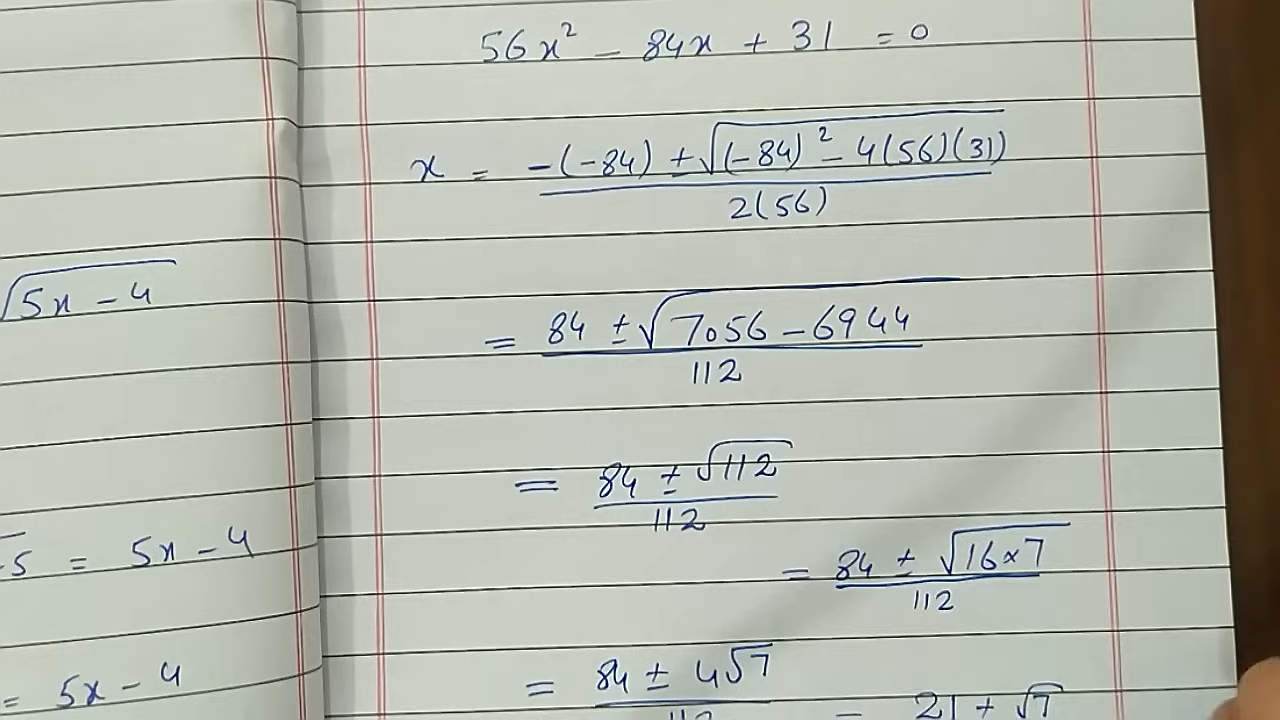 √(5x - 4)
5 = 5x - 4
= 5x - 4
56x² - 84x + 31 = 0
x = (-(-84) ± √((-84)² - 4(56)(31))) / 2(56)
= (84 ± √(7056 - 6944)) / 112
= (84 ± √112) / 112
= (84 ± √(16×7)) / 112
= (84 ± 4√7) / 112
= 21 ± √7